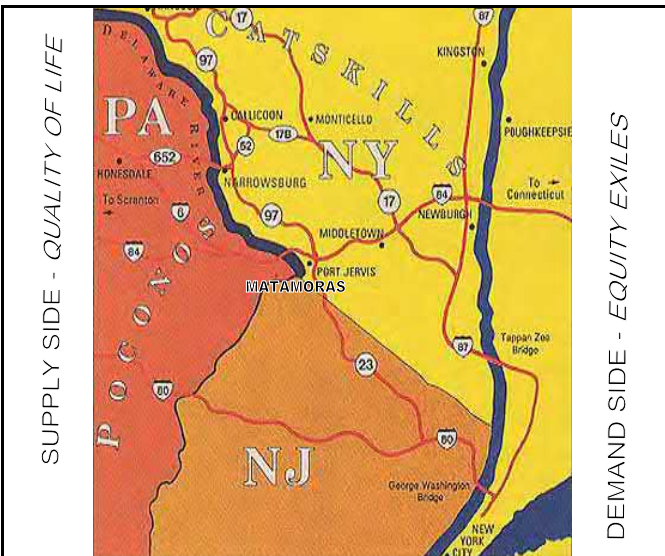 SUPPLY SIDE - QUALITY OF LIFE
DELAWARE RIVER
CATSKILLS
17
87
97
KINGSTON
PA
CALLICOON
MONTICELLO
17B
52
POUGHKEEPSIE
652
NY
HONESDALE
NARROWSBURG
To Scranton
6
97
17
84
NEWBURGH
To
Connecticut
84
MIDDLETOWN
PORT JERVIS
MATAMORAS
POCONOS
87
Tappan Zee
Bridge
23
80
80
NJ
George Washington
Bridge
NEW
YORK
CITY
DEMAND SIDE - EQUITY EXILES